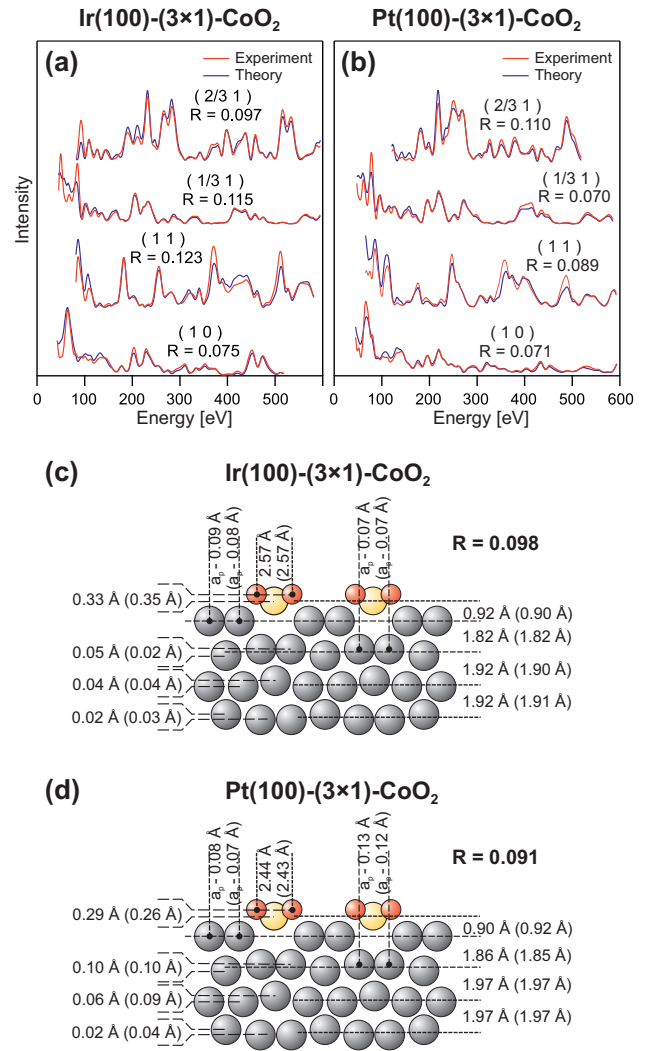 Ir(100)-(3×1)-CoO₂
Pt(100)-(3×1)-CoO₂
(a)
Experiment
Theory
( 2/3 1 )
R = 0.097
( 1/3 1 )
R = 0.115
( 1 1 )
R = 0.123
( 1 0 )
R = 0.075
Intensity
0 100 200 300 400 500
Energy [eV]
(b)
Experiment
Theory
( 2/3 1 )
R = 0.110
( 1/3 1 )
R = 0.070
( 1 1 )
R = 0.089
( 1 0 )
R = 0.071
0 100 200 300 400 500 600
Energy [eV]
(c)
Ir(100)-(3×1)-CoO₂
aₚ - 0.09 Å
(aₚ - 0.08 Å)
2.57 Å
(2.57 Å)
aₚ - 0.07 Å
(aₚ - 0.07 Å)
R = 0.098
0.33 Å (0.35 Å)
0.92 Å (0.90 Å)
1.82 Å (1.82 Å)
0.05 Å (0.02 Å)
1.92 Å (1.90 Å)
0.04 Å (0.04 Å)
1.92 Å (1.91 Å)
0.02 Å (0.03 Å)
(d)
Pt(100)-(3×1)-CoO₂
aₚ - 0.08 Å
(aₚ - 0.07 Å)
2.44 Å
(2.43 Å)
aₚ - 0.13 Å
(aₚ - 0.12 Å)
R = 0.091
0.29 Å (0.26 Å)
0.90 Å (0.92 Å)
1.86 Å (1.85 Å)
0.10 Å (0.10 Å)
1.97 Å (1.97 Å)
0.06 Å (0.09 Å)
1.97 Å (1.97 Å)
0.02 Å (0.04 Å)